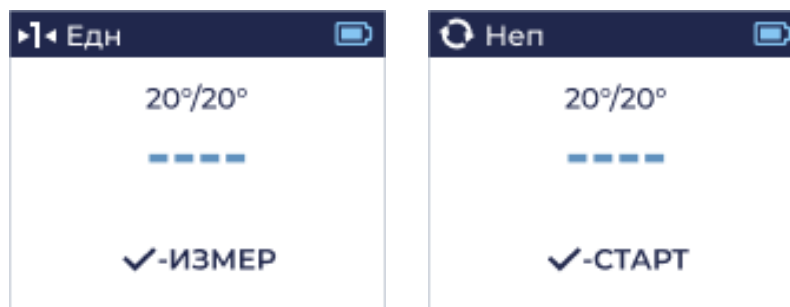 Едн
20°/20°
----
✓-ИЗМЕР
Неп
20°/20°
----
✓-СТАРТ